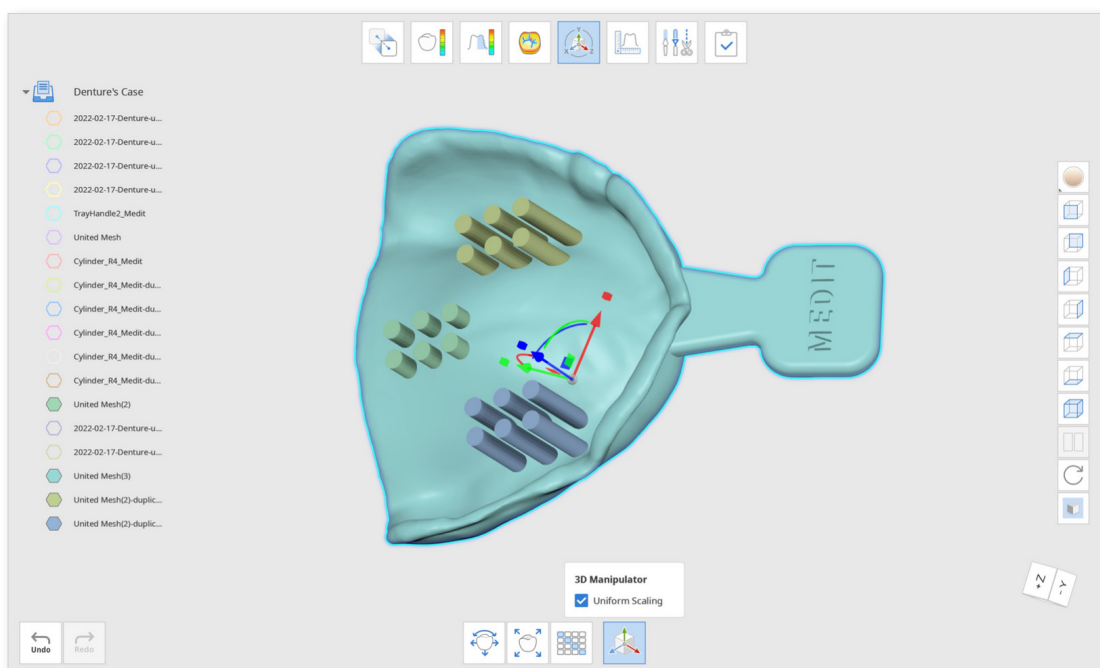 Denture's Case
2022-02-17-Denture-u...
2022-02-17-Denture-u...
2022-02-17-Denture-u...
2022-02-17-Denture-u...
TrayHandle2_Medit
United Mesh
Cylinder_R4_Medit
Cylinder_R4_Medit-du...
Cylinder_R4_Medit-du...
Cylinder_R4_Medit-du...
Cylinder_R4_Medit-du...
Cylinder_R4_Medit-du...
United Mesh(2)
2022-02-17-Denture-u...
2022-02-17-Denture-u...
United Mesh(3)
United Mesh(2)-duplic...
United Mesh(2)-duplic...
MEDIT
3D Manipulator
Uniform Scaling
+Z
-Y
Undo
Redo